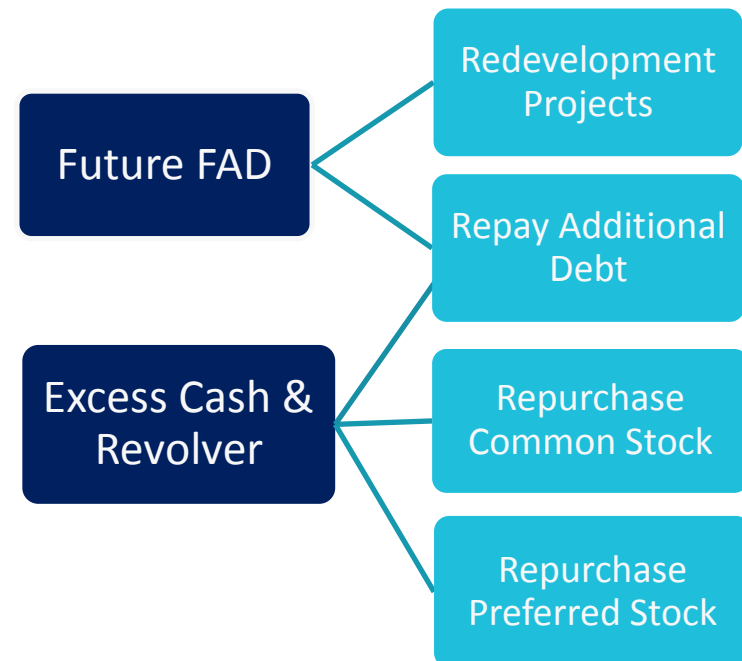 Future FAD
Redevelopment
Projects
Repay Additional
Debt
Excess Cash &
Revolver
Repurchase
Common Stock
Repurchase
Preferred Stock